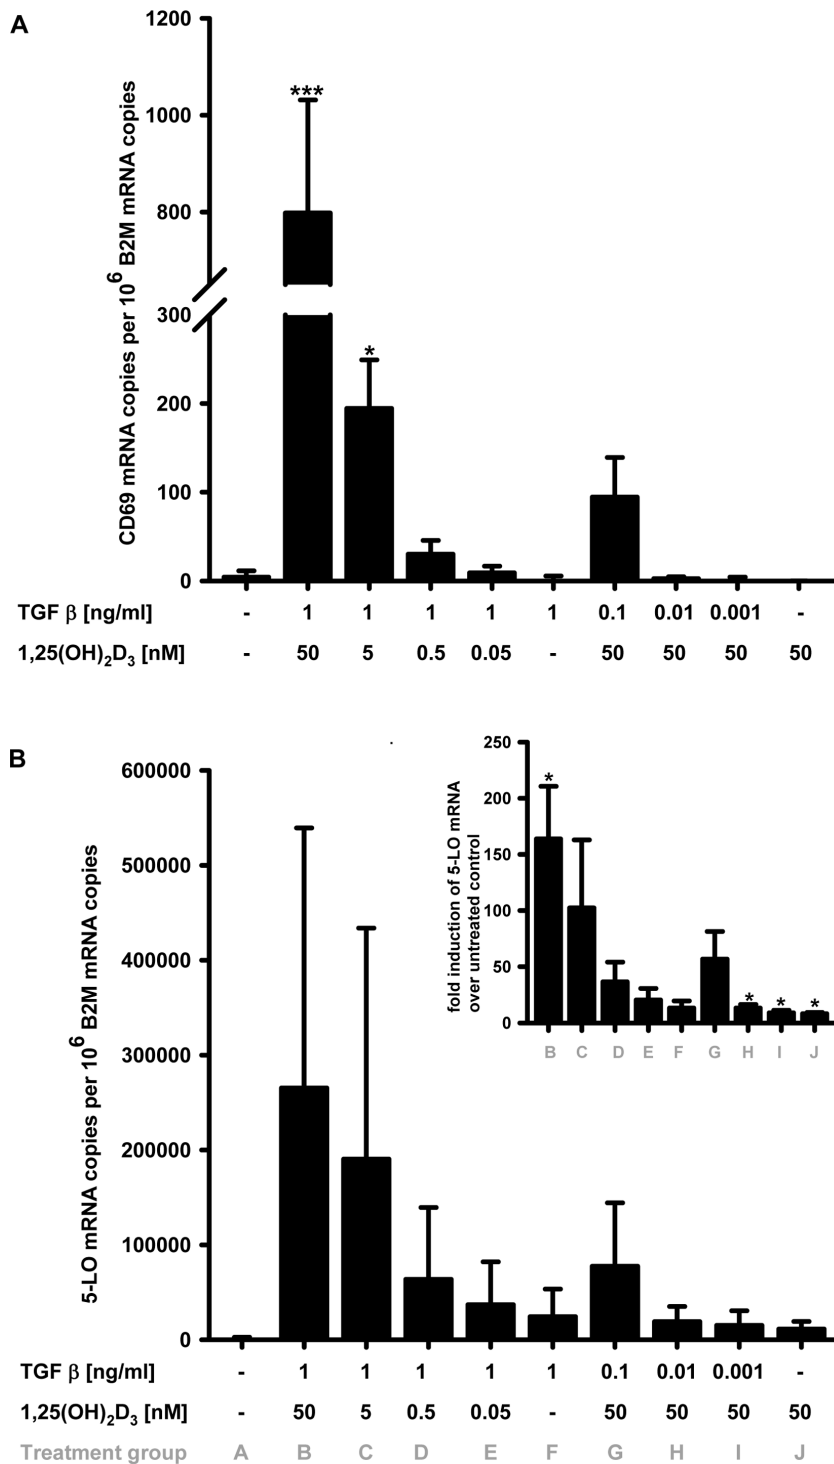 A
CD69 mRNA copies per 10^6 B2M mRNA copies
1200
1000
800
300
200
100
0
***
*
TGF β [ng/ml] - 1 1 1 1 1 0.1 0.01 0.001 -
1,25(OH)2D3 [nM] - 50 5 0.5 0.05 - 50 50 50 50
B
5-LO mRNA copies per 10^6 B2M mRNA copies
600000
500000
400000
300000
200000
100000
0
fold induction of 5-LO mRNA
over untreated control
250
200
150
100
50
0
*
* * *
B C D E F G H I J
TGF β [ng/ml] - 1 1 1 1 1 0.1 0.01 0.001 -
1,25(OH)2D3 [nM] - 50 5 0.5 0.05 - 50 50 50 50
Treatment group A B C D E F G H I J